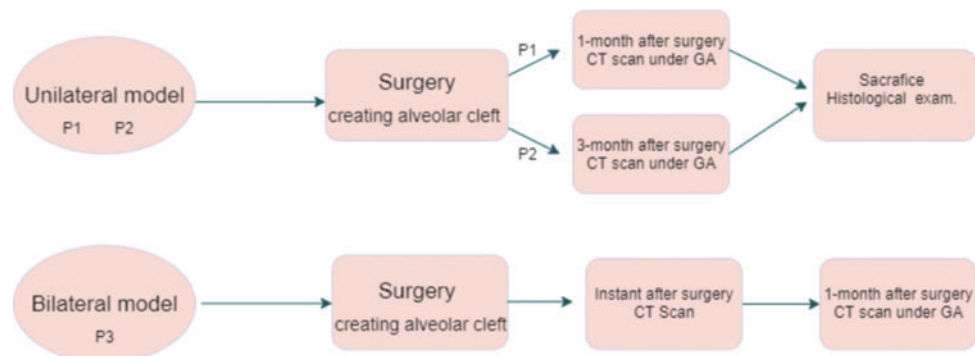 Unilateral model
P1 P2
Surgery
creating alveolar cleft
P1
P2
1-month after surgery
CT scan under GA
3-month after surgery
CT scan under GA
Sacrafice
Histological exam.
Bilateral model
P3
Surgery
creating alveolar cleft
Instant after surgery
CT Scan
1-month after surgery
CT scan under GA